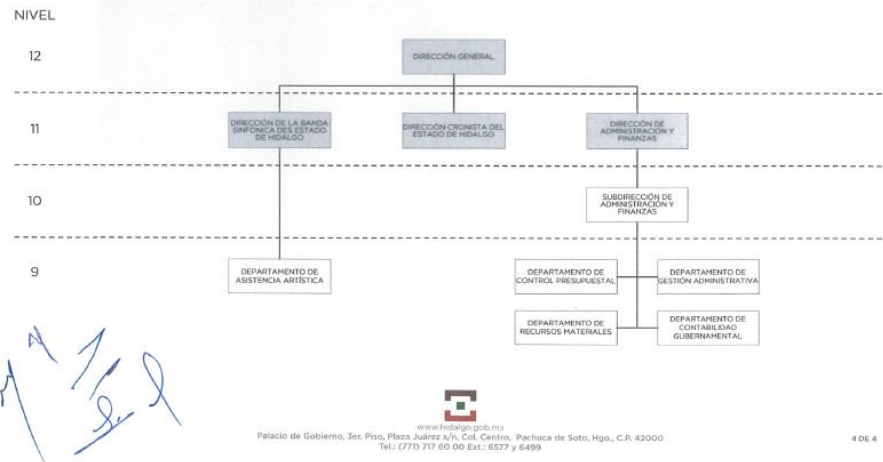 NIVEL
12
DIRECCIÓN GENERAL
11
DIRECCIÓN DE LA BANDA
SINFONICA DES ESTADO
DE HIDALGO
DIRECCIÓN CRONISTA DEL
ESTADO DE HIDALGO
DIRECCIÓN DE
ADMINISTRACIÓN Y
FINANZAS
10
SUBDIRECCIÓN DE
ADMINISTRACIÓN Y
FINANZAS
9
DEPARTAMENTO DE
ASISTENCIA ARTÍSTICA
DEPARTAMENTO DE
CONTROL PRESUPUESTAL
DEPARTAMENTO DE
GESTIÓN ADMINISTRATIVA
DEPARTAMENTO DE
RECURSOS MATERIALES
DEPARTAMENTO DE
CONTABILIDAD
GUBERNAMENTAL
www.hidalgo.gob.mx
Palacio de Gobierno, 3er. Piso, Plaza Juárez s/n, Col. Centro, Pachuca de Soto, Hgo., C.P. 42000
Tel.: (771) 717 60 00 Ext.: 6577 y 6499
4 DE 4